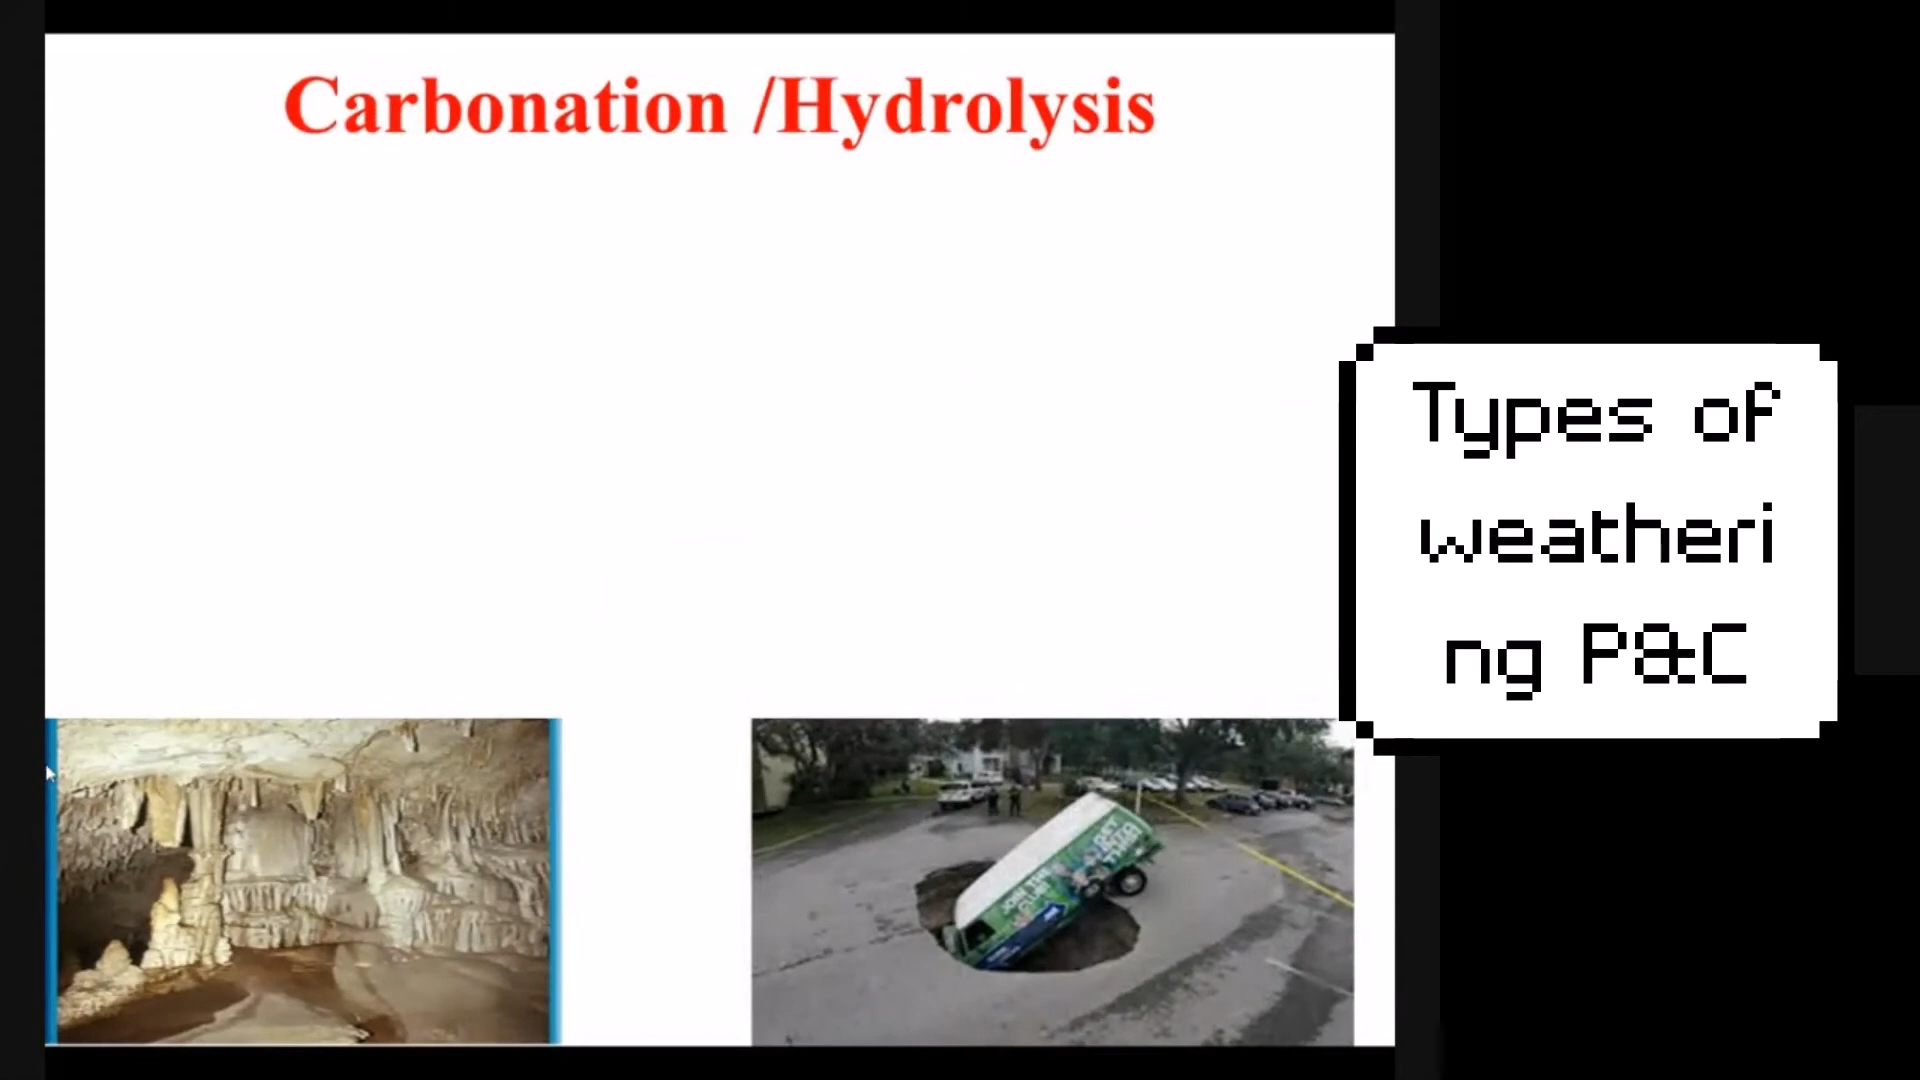 Carbonation /Hydrolysis
Types of
weatheri
ng P&C